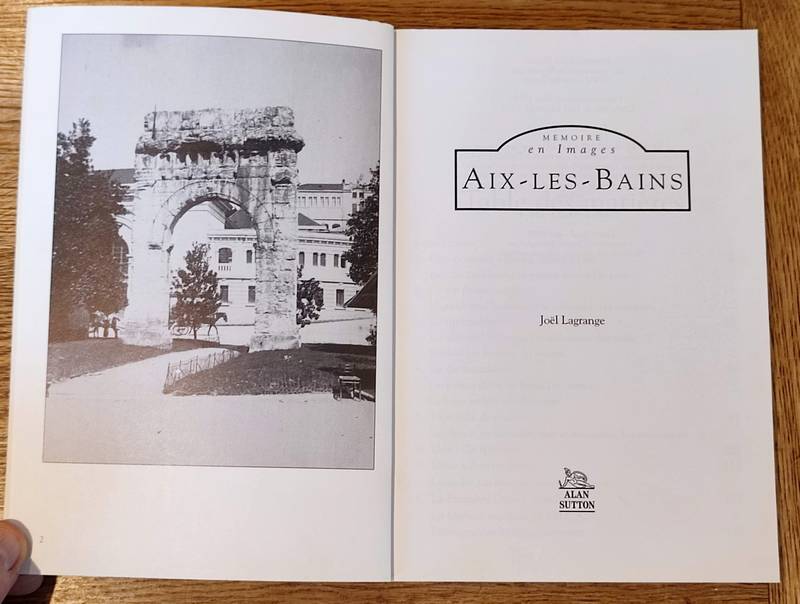 2
MEMOIRE
en Images
AIX-LES-BAINS
Joël Lagrange
ALAN
SUTTON